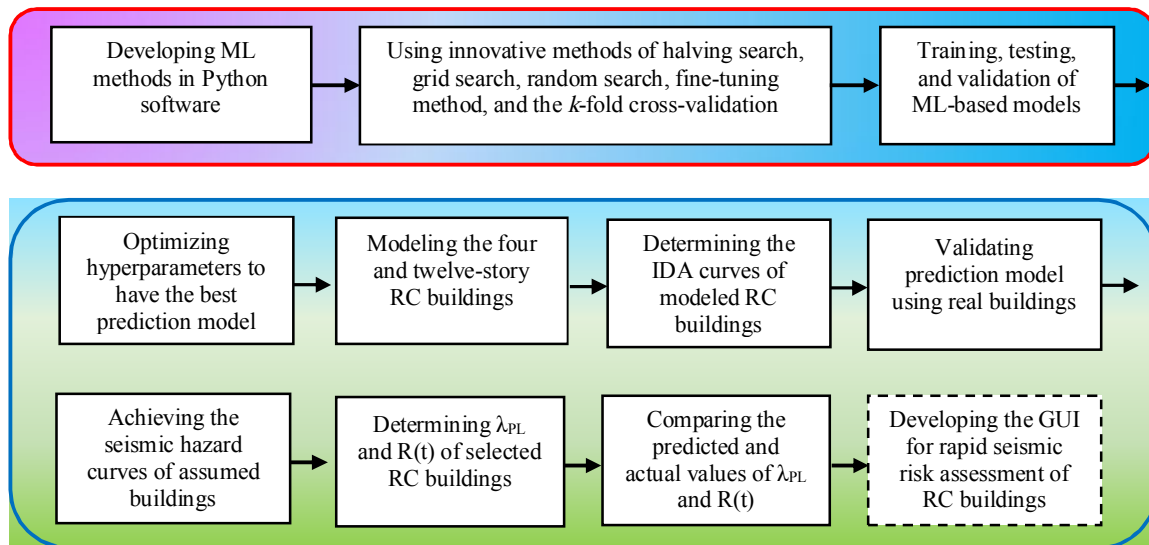 Developing ML
methods in Python
software
Using innovative methods of halving search,
grid search, random search, fine-tuning
method, and the k-fold cross-validation
Training, testing,
and validation of
ML-based models
Optimizing
hyperparameters to
have the best
prediction model
Modeling the four
and twelve-story
RC buildings
Determining the
IDA curves of
modeled RC
buildings
Validating
prediction model
using real buildings
Achieving the
seismic hazard
curves of assumed
buildings
Determining λPL
and R(t) of selected
RC buildings
Comparing the
predicted and
actual values of λPL
and R(t)
Developing the GUI
for rapid seismic
risk assessment of
RC buildings